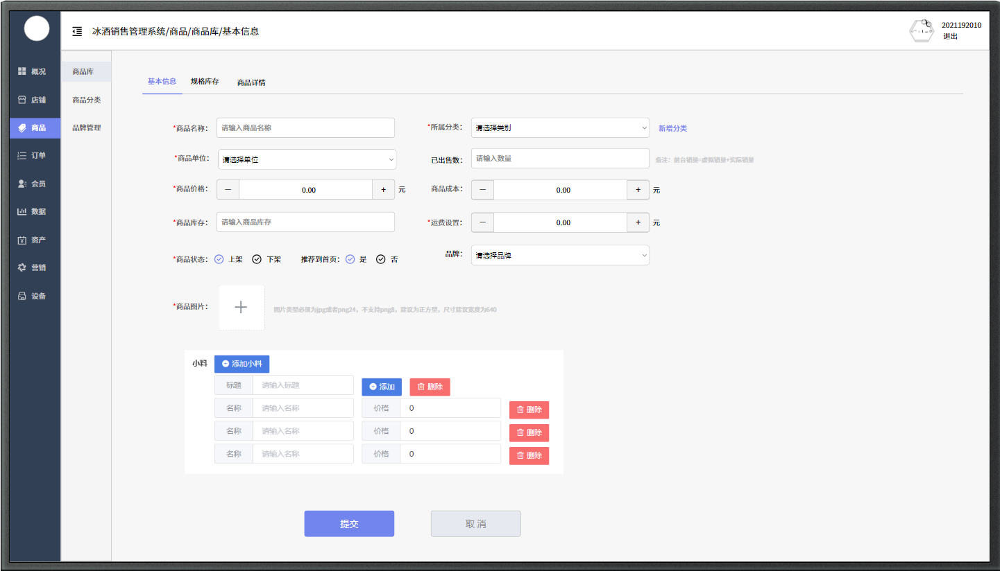 冰酒销售管理系统/商品/商品库/基本信息
2021192010
退出
概况
店铺
商品
订单
会员
数据
资产
营销
设备
商品库
商品分类
品牌管理
基本信息 规格库存 商品详情
*商品名称: 请输入商品名称 *所属分类: 请选择类别 新增分类
*商品单位: 请选择单位 已出售数: 请输入数量 备注：前台销量=虚拟销量+实际销量
*商品价格: 0.00 + 元 商品成本: 0.00 + 元
*商品库存: 请输入商品库存 *运费设置: 0.00 + 元
*商品状态: 上架 下架 推荐到首页: 是 否 品牌: 请选择品牌
*商品图片: 图片类型必须为jpg或者png24，不支持png8，建议为正方型，尺寸建议宽度为640
小料 添加小料
标题 请输入标题 添加 删除
名称 请输入名称 价格 0 删除
名称 请输入名称 价格 0 删除
名称 请输入名称 价格 0 删除
提交 取消